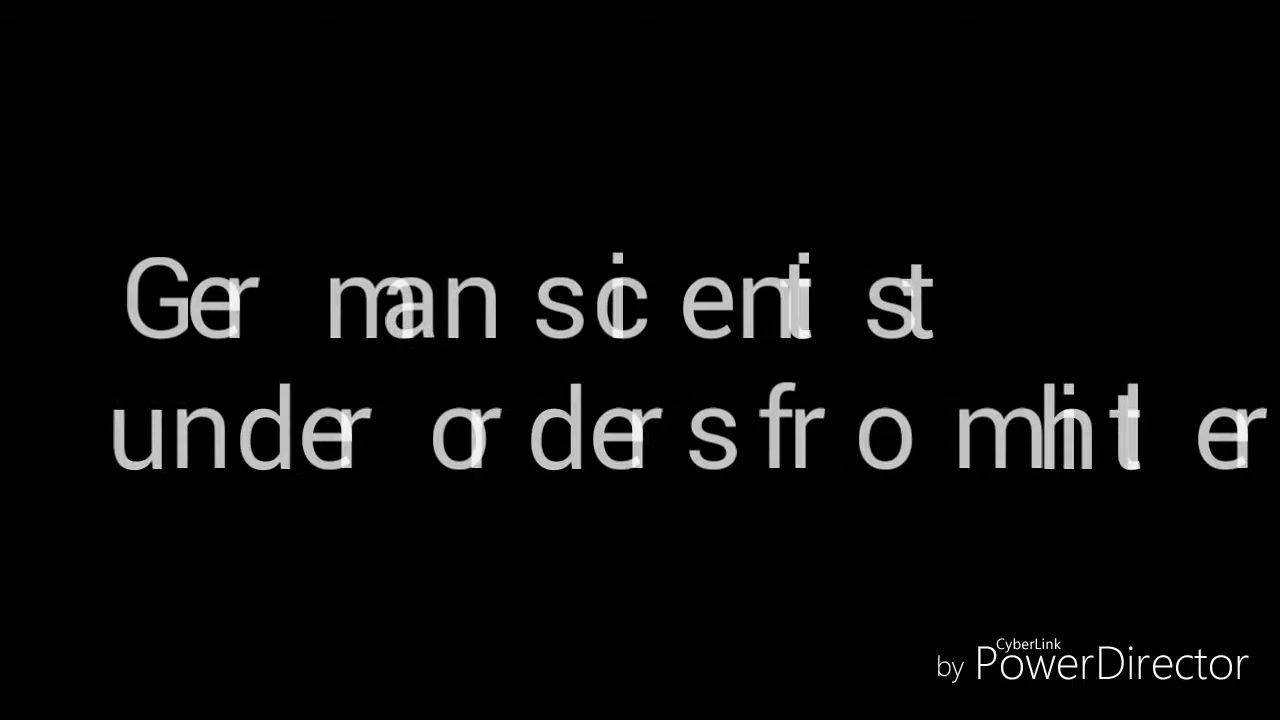 German scientist
under orders from hitler
CyberLink
by PowerDirector